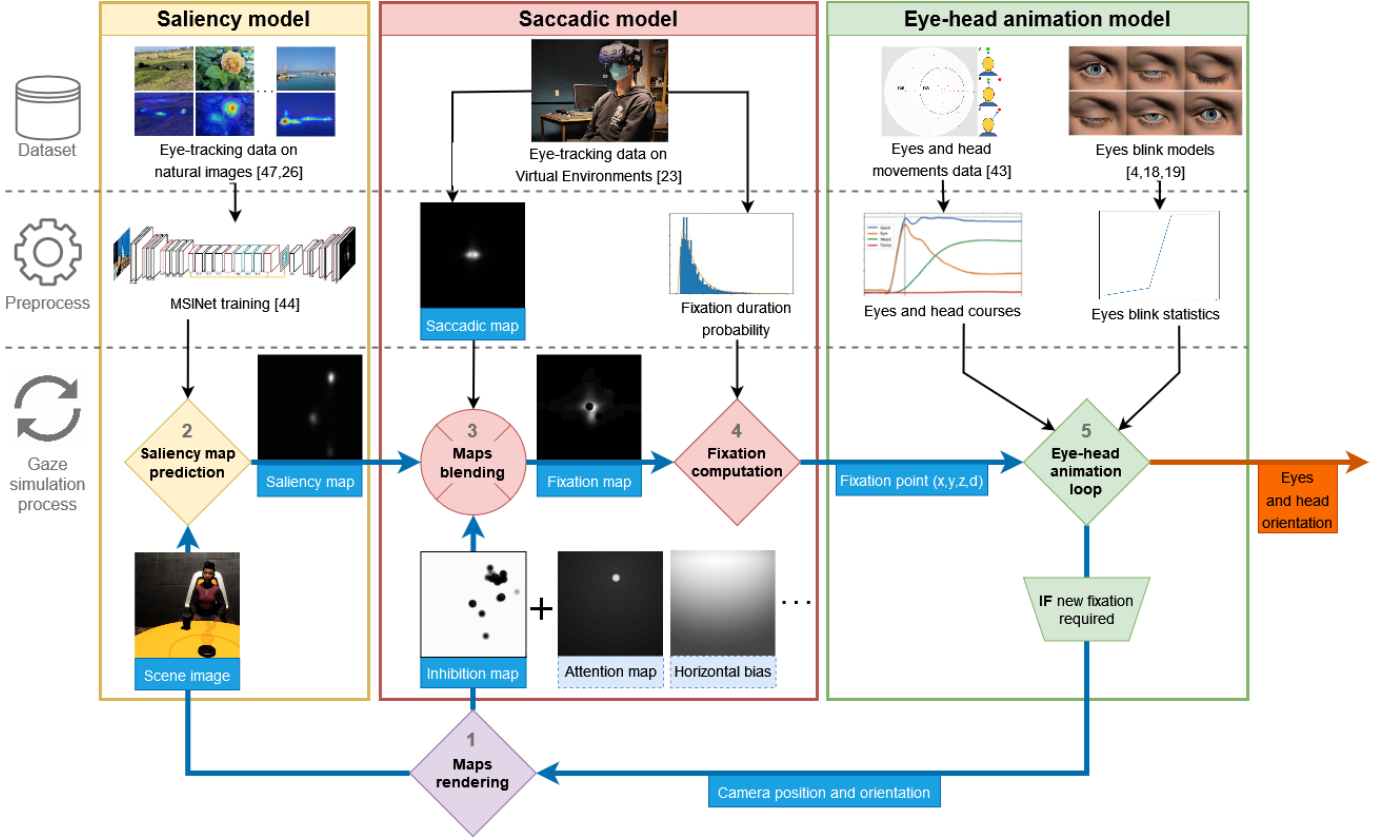 Saliency model
Saccadic model
Eye-head animation model
Dataset
Eye-tracking data on
natural images [47,26]
Eye-tracking data on
Virtual Environments [23]
Eyes and head
movements data [43]
Eyes blink models
[4,18,19]
Preprocess
MSINet training [44]
Saccadic map
Fixation duration
probability
Gaze
Eye
Head
Torso
Eyes and head courses
Eyes blink statistics
Gaze
simulation
process
2
Saliency map
prediction
Saliency map
3
Maps
blending
Fixation map
4
Fixation
computation
Fixation point (x,y,z,d)
5
Eye-head
animation
loop
Eyes
and head
orientation
Scene image
Inhibition map
+
Attention map
Horizontal bias
...
IF new fixation
required
1
Maps
rendering
Camera position and orientation